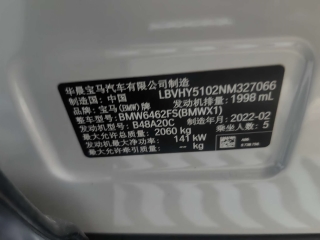 华晨宝马汽车有限公司制造
LBVHY5102NM327066
制造国：中国 发动机排量：1998 mL
品牌：宝马(BMW)牌
整车型号：BMW6462FS(BMWX1)
发动机型号：B48A20C 制造年月：2022-02
最大允许总质量：2060 kg 乘坐人数：5
发动机最大净功率：141 kW
最大允许牵引质量：-- kg